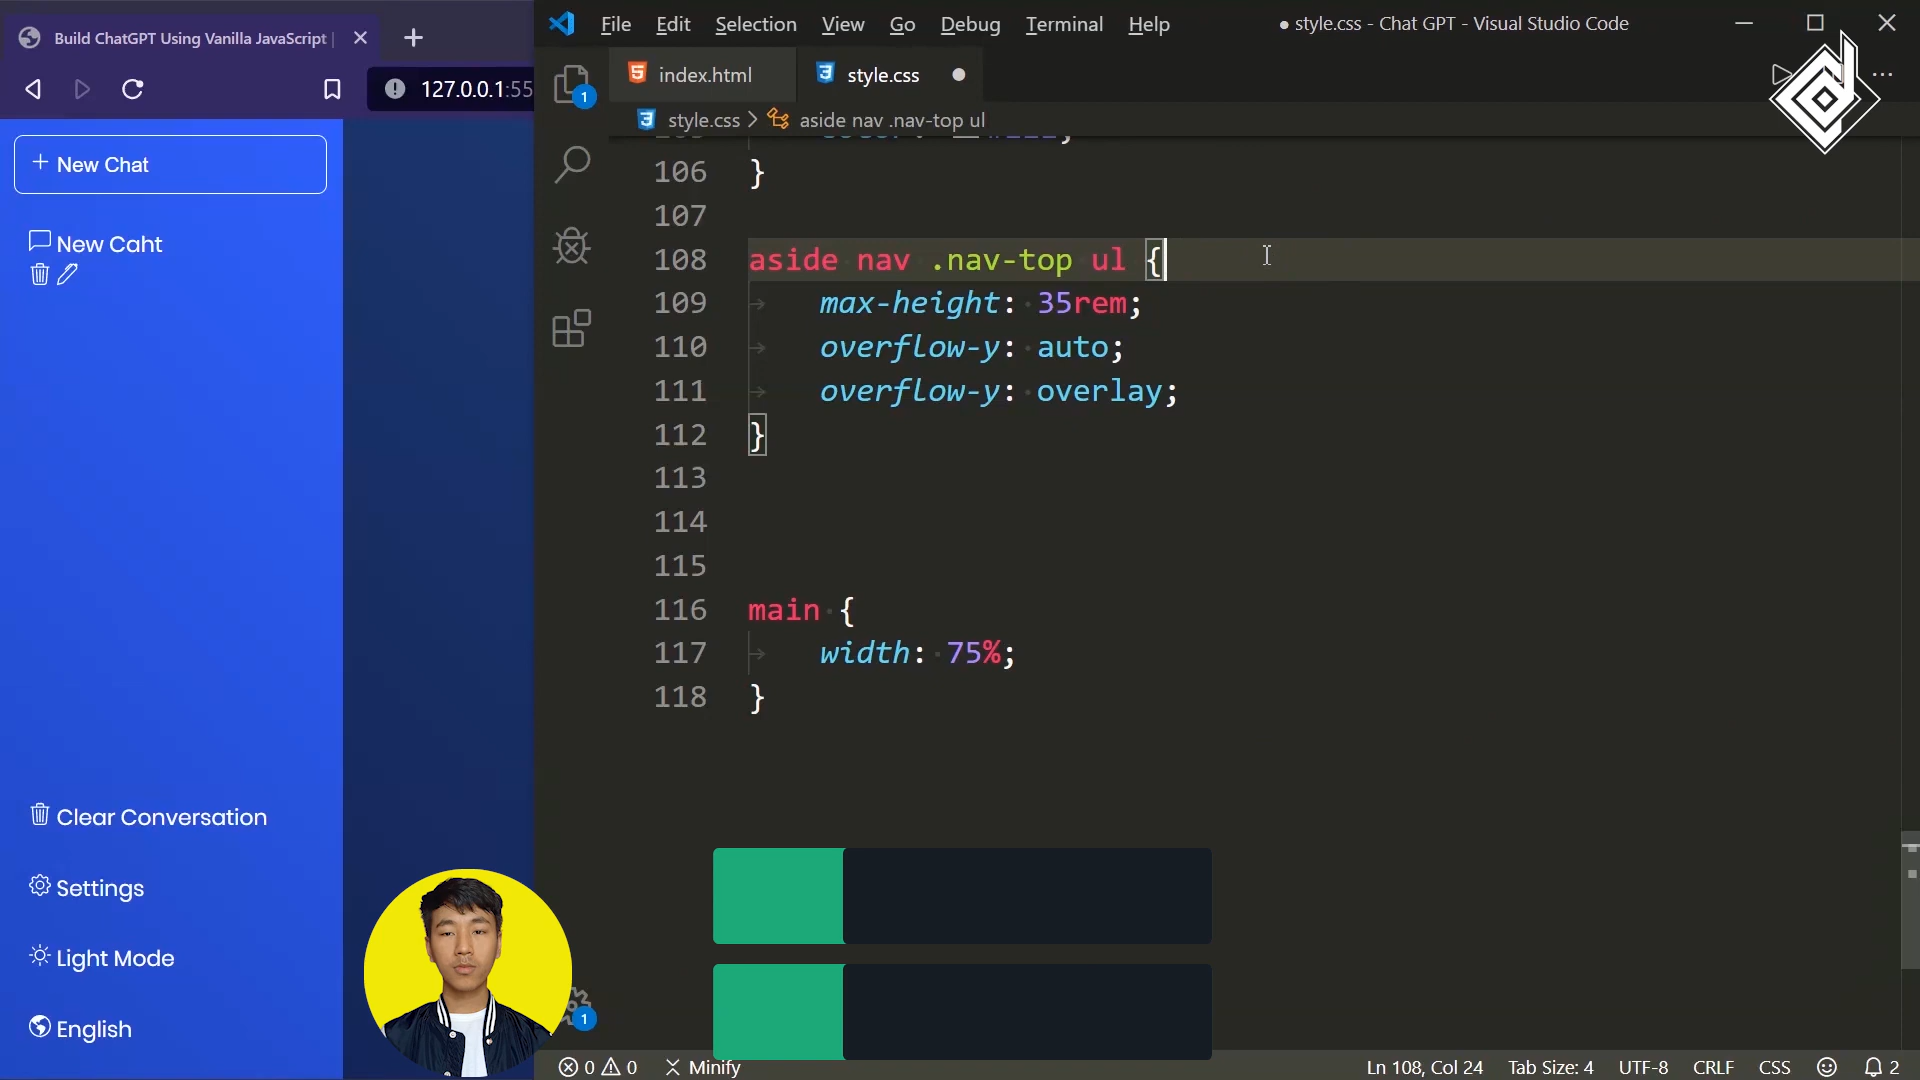 Build ChatGPT Using Vanilla JavaScript |
127.0.0.1:55
New Chat
New Caht
Clear Conversation
Settings
Light Mode
English
File Edit Selection View Go Debug Terminal Help
● style.css - Chat GPT - Visual Studio Code
index.html
style.css
style.css > aside nav .nav-top ul
1
106 }
107
108 aside nav .nav-top ul {
109 max-height: 35rem;
110 overflow-y: auto;
111 overflow-y: overlay;
112 }
113
114
115
116 main {
117 width: 75%;
118 }
1
0 0 Minify
Ln 108, Col 24 Tab Size: 4 UTF-8 CRLF CSS 2